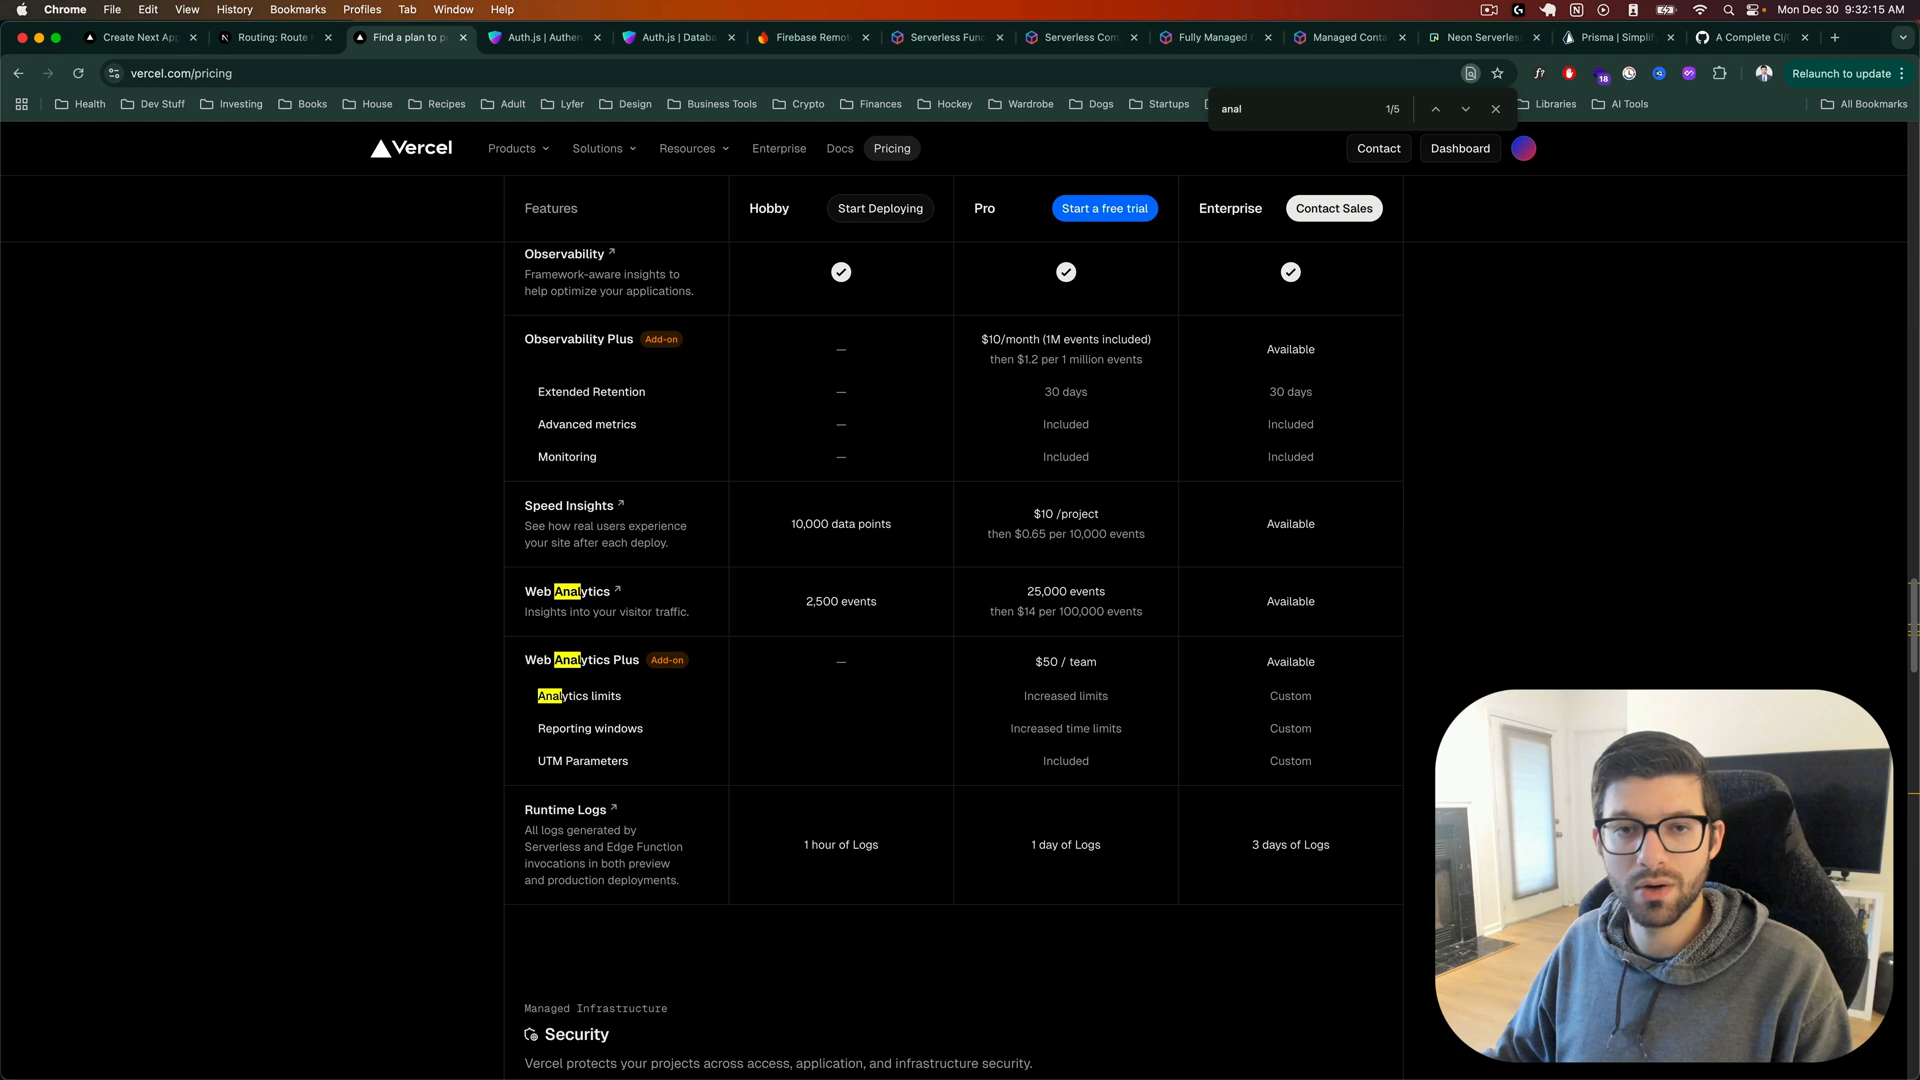 Chrome File Edit View History Bookmarks Profiles Tab Window Help Mon Dec 30 9:32:15 AM
Create Next App Routing: Route Find a plan to p Auth.js | Authen Auth.js | Databa Firebase Remot Serverless Func Serverless Com Fully Managed C Managed Conta Neon Serverless Prisma | Simplif A Complete CI/
vercel.com/pricing
18
Relaunch to update
Health Dev Stuff Investing Books House Recipes Adult Lyfer Design Business Tools Crypto Finances Hockey Wardrobe Dogs Startups Libraries AI Tools All Bookmarks
anal 1/5
Vercel Products Solutions Resources Enterprise Docs Pricing Contact Dashboard
Features Hobby Start Deploying Pro Start a free trial Enterprise Contact Sales
Observability
Framework-aware insights to
help optimize your applications.
Observability Plus Add-on — $10/month (1M events included) Available
then $1.2 per 1 million events
Extended Retention — 30 days 30 days
Advanced metrics — Included Included
Monitoring — Included Included
Speed Insights
See how real users experience
your site after each deploy.
10,000 data points
$10 /project
then $0.65 per 10,000 events
Available
Web Analytics
Insights into your visitor traffic.
2,500 events
25,000 events
then $14 per 100,000 events
Available
Web Analytics Plus Add-on — $50 / team Available
Analytics limits Increased limits Custom
Reporting windows Increased time limits Custom
UTM Parameters Included Custom
Runtime Logs
All logs generated by
Serverless and Edge Function
invocations in both preview
and production deployments.
1 hour of Logs 1 day of Logs 3 days of Logs
Managed Infrastructure
Security
Vercel protects your projects across access, application, and infrastructure security.